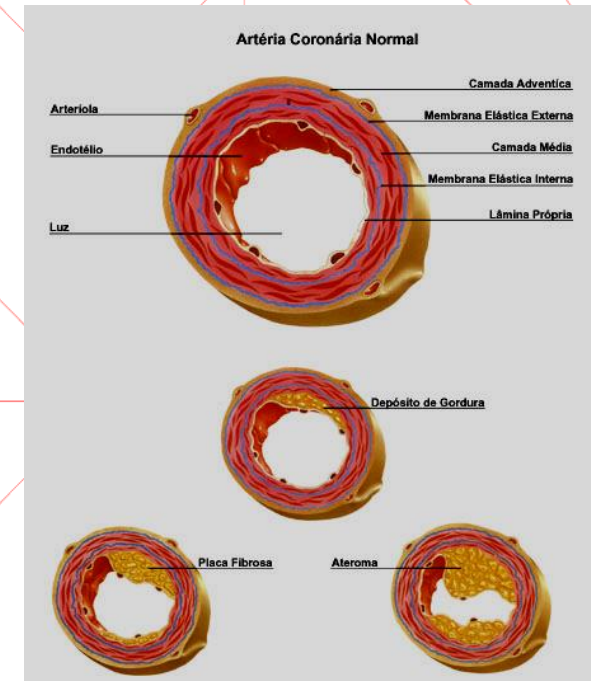 Artéria Coronária Normal
Camada Adventíca
Arteríola
Membrana Elástica Externa
Endotélio
Camada Média
Membrana Elástica Interna
Lâmina Própria
Luz
Depósito de Gordura
Placa Fibrosa
Ateroma